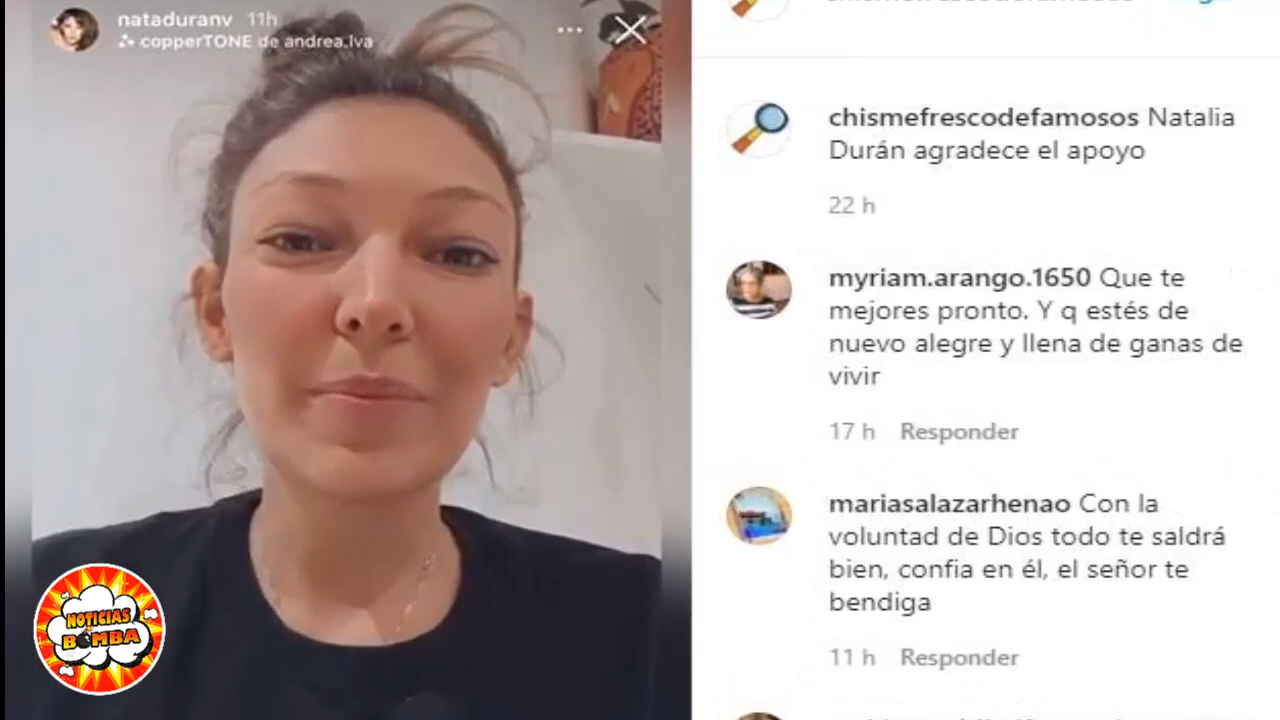 nataduranv 11h
copperTONE de andrea.lva
NOTICIAS
BOMBA
chismefrescodefamosos Natalia
Durán agradece el apoyo
22 h
myriam.arango.1650 Que te
mejores pronto. Y q estés de
nuevo alegre y llena de ganas de
vivir
17 h Responder
mariasalazarhenao Con la
voluntad de Dios todo te saldrá
bien, confia en él, el señor te
bendiga
11 h Responder